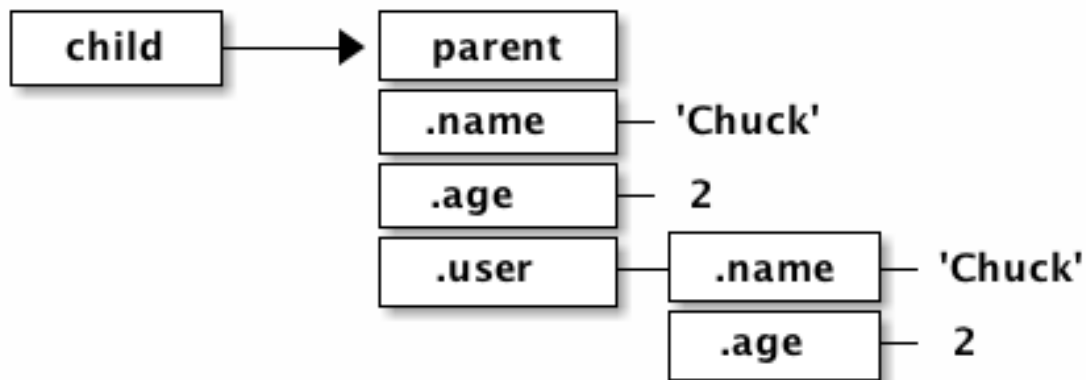 child parent
.name 'Chuck'
.age 2
.user .name 'Chuck'
.age 2